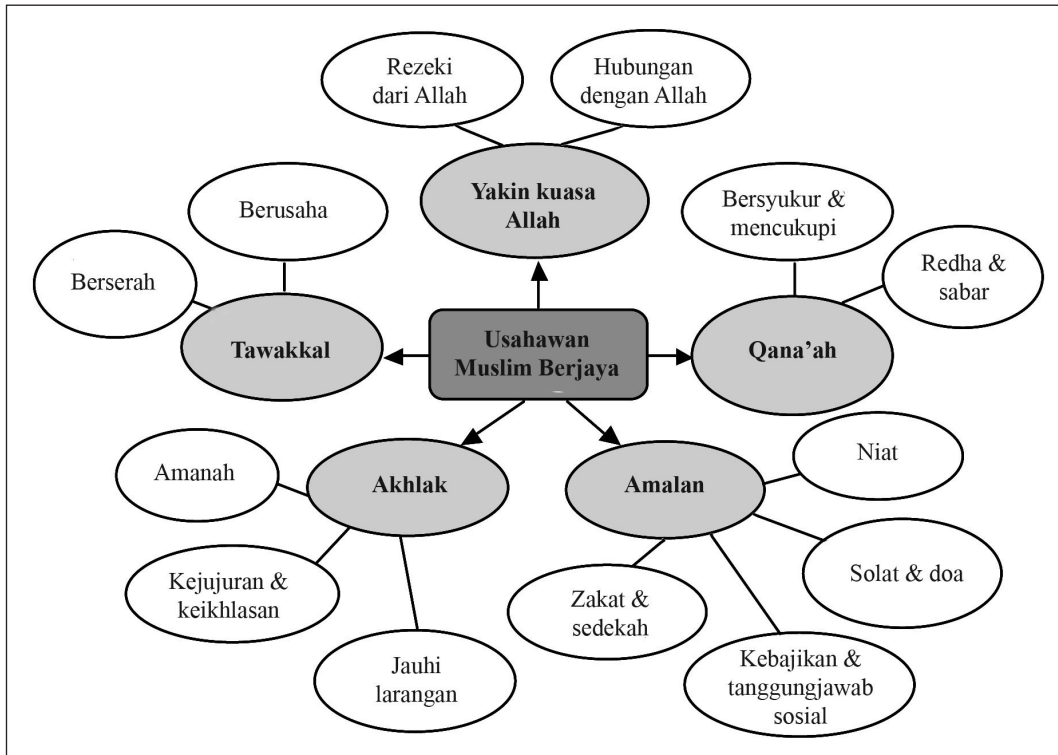 Rezeki
dari Allah
Hubungan
dengan Allah
Yakin kuasa
Allah
Berusaha
Berserah
Tawakkal
Bersyukur &
mencukupi
Redha &
sabar
Qana’ah
Usahawan
Muslim Berjaya
Amanah
Akhlak
Kejujuran &
keikhlasan
Jauhi
larangan
Amalan
Niat
Solat & doa
Zakat &
sedekah
Kebajikan &
tanggungjawab
sosial